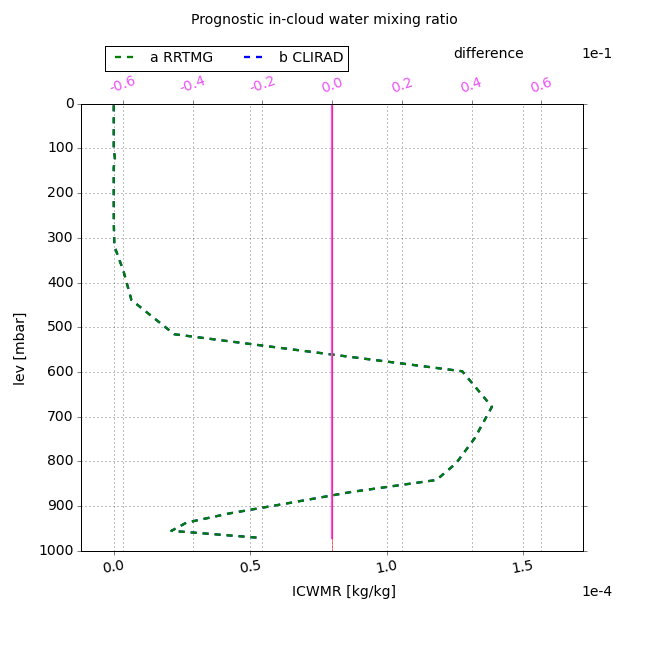 Prognostic in-cloud water mixing ratio
a RRTMG b CLIRAD difference 1e-1
-0.6 -0.4 -0.2 0.0 0.2 0.4 0.6
0
100
200
300
400
500
600
700
800
900
1000
lev [mbar]
0.0 0.5 1.0 1.5
ICWMR [kg/kg] 1e-4